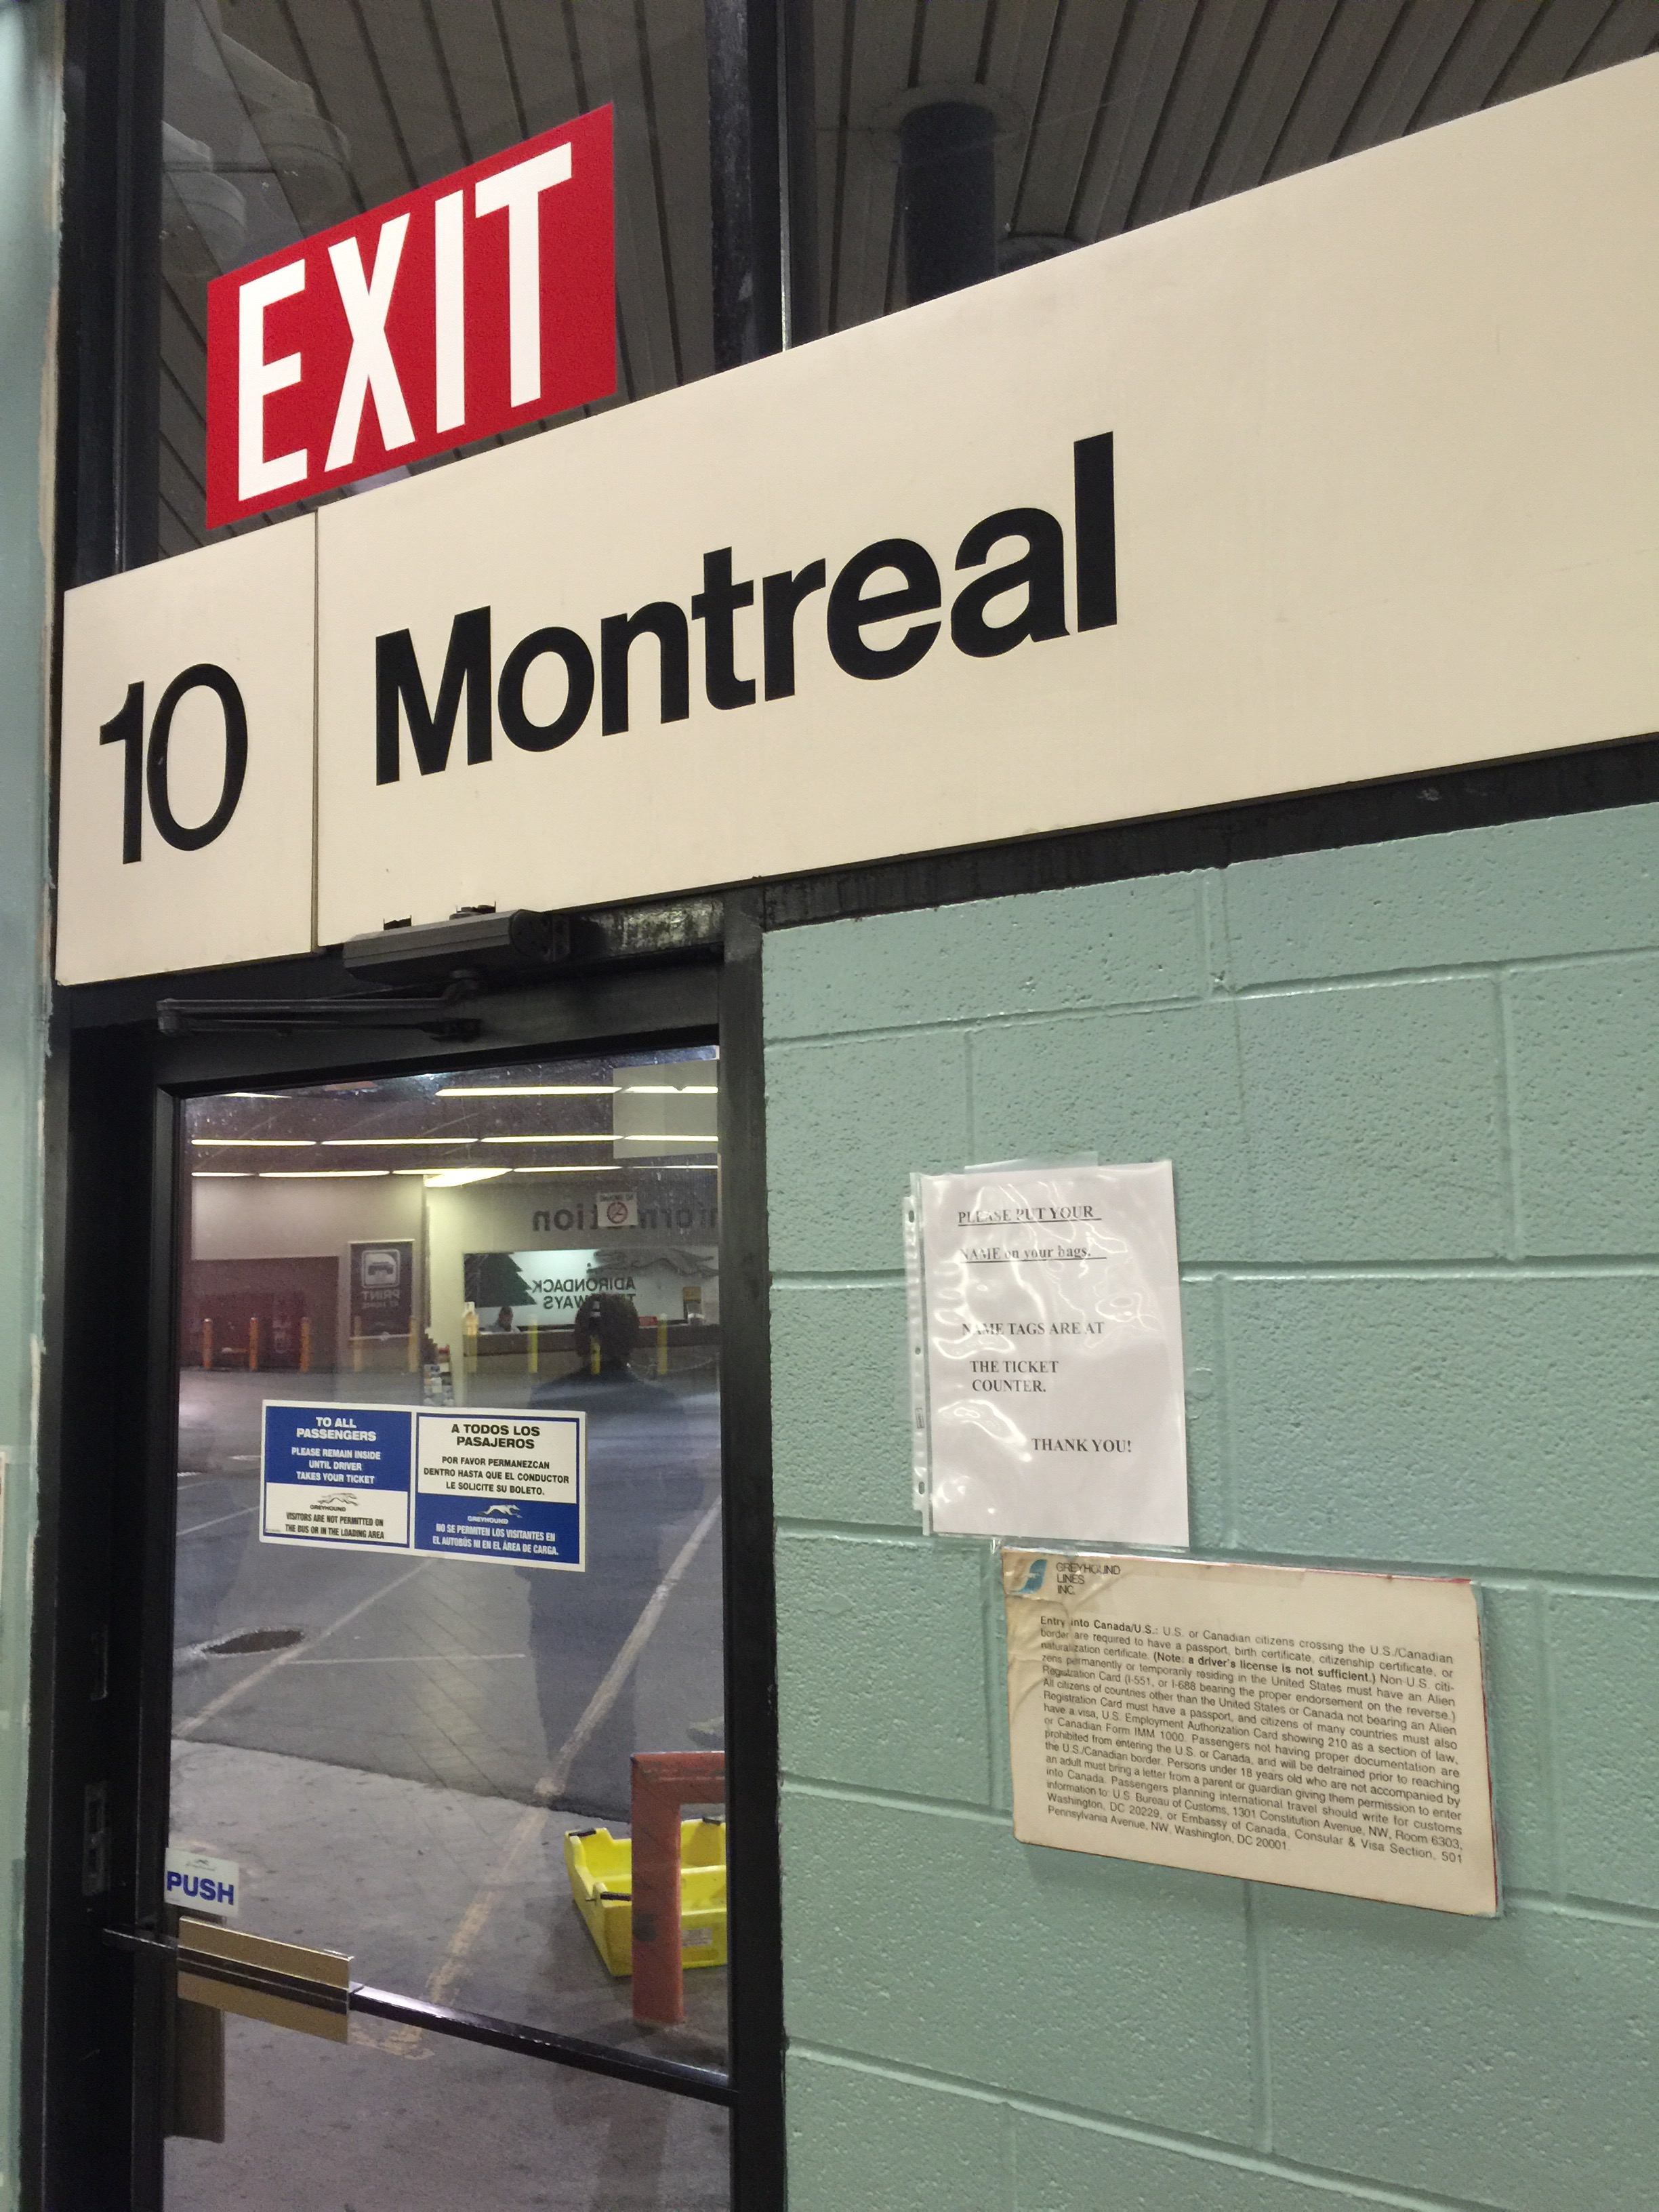 EXIT
10
Montreal
information
ADIRONDACK
PRINT
AT HOME
TO ALL
PASSENGERS
PLEASE REMAIN INSIDE
UNTIL DRIVER
TAKES YOUR TICKET
GREYHOUND
VISITORS ARE NOT PERMITTED ON
THE BUS OR IN THE LOADING AREA
A TODOS LOS
PASAJEROS
POR FAVOR PERMANEZCAN
DENTRO HASTA QUE EL CONDUCTOR
LE SOLICITE SU BOLETO.
GREYHOUND
NO SE PERMITEN LOS VISITANTES EN
EL AUTOBÚS NI EN EL ÁREA DE CARGA.
PUSH
PLEASE PUT YOUR
NAME on your bags.
NAME TAGS ARE AT
THE TICKET
COUNTER.
THANK YOU!
GREYHOUND
LINES
INC.
Entry into Canada/U.S.: U.S. or Canadian citizens crossing the U.S./Canadian
border are required to have a passport, birth certificate, citizenship certificate, or
naturalization certificate. (Note: a driver's license is not sufficient.) Non-U.S. citi-
zens permanently or temporarily residing in the United States must have an Alien
Registration Card (I-551, or I-688 bearing the proper endorsement on the reverse.)
All citizens of countries other than the United States or Canada not bearing an Alien
Registration Card must have a passport, and citizens of many countries must also
have a visa, U.S. Employment Authorization Card showing 210 as a section of law,
or Canadian Form IMM 1000. Passengers not having proper documentation are
prohibited from entering the U.S. or Canada, and will be detrained prior to reaching
the U.S./Canadian border. Persons under 18 years old who are not accompanied by
an adult must bring a letter from a parent or guardian giving them permission to enter
into Canada. Passengers planning international travel should write for customs
information to: U.S. Bureau of Customs, 1301 Constitution Avenue, NW, Room 6303,
Washington, DC 20229, or Embassy of Canada, Consular & Visa Section, 501
Pennsylvania Avenue, NW, Washington, DC 20001.